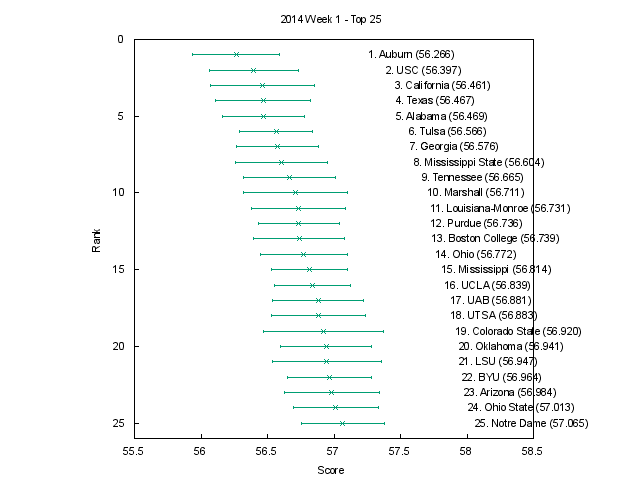 2014 Week 1 - Top 25
0
1. Auburn (56.266)
2. USC (56.397)
3. California (56.461)
4. Texas (56.467)
5
5. Alabama (56.469)
6. Tulsa (56.566)
7. Georgia (56.576)
8. Mississippi State (56.604)
9. Tennessee (56.665)
10
10. Marshall (56.711)
11. Louisiana-Monroe (56.731)
12. Purdue (56.736)
Rank
13. Boston College (56.739)
14. Ohio (56.772)
15
15. Mississippi (56.814)
16. UCLA (56.839)
17. UAB (56.881)
18. UTSA (56.883)
19. Colorado State (56.920)
20
20. Oklahoma (56.941)
21. LSU (56.947)
22. BYU (56.964)
23. Arizona (56.984)
24. Ohio State (57.013)
25
25. Notre Dame (57.065)
55.5 56 56.5 57 57.5 58 58.5
Score